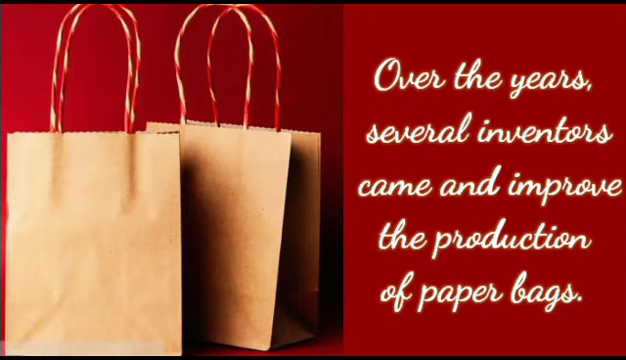 Over the years,
several inventors
came and improve
the production
of paper bags.